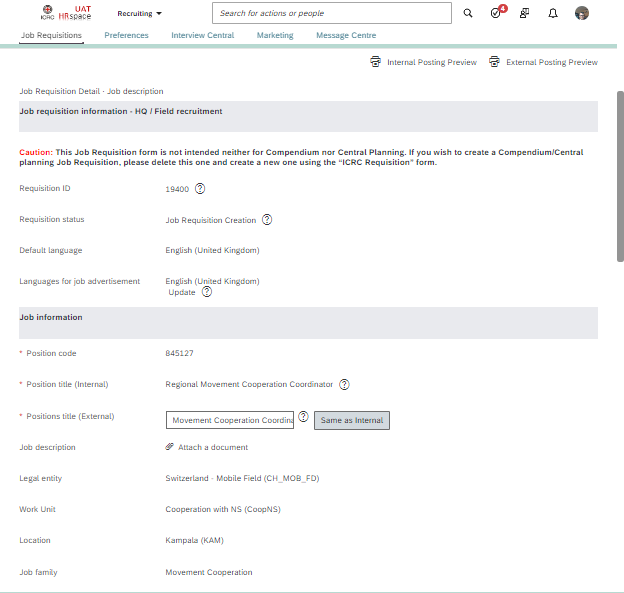 ICRC UAT HRspace Recruiting Search for actions or people 4
Job Requisitions Preferences Interview Central Marketing Message Centre
Internal Posting Preview External Posting Preview
Job Requisition Detail - Job description
Job requisition information - HQ / Field recruitment
Caution: This Job Requisition form is not intended neither for Compendium nor Central Planning. If you wish to create a Compendium/Central
planning Job Requisition, please delete this one and create a new one using the “ICRC Requisition” form.
Requisition ID 19400 ?
Requisition status Job Requisition Creation ?
Default language English (United Kingdom)
Languages for job advertisement English (United Kingdom)
Update ?
Job information
* Position code 845127
* Position title (Internal) Regional Movement Cooperation Coordinator ?
* Positions title (External) Movement Cooperation Coordina ? Same as Internal
Job description Attach a document
Legal entity Switzerland - Mobile Field (CH_MOB_FD)
Work Unit Cooperation with NS (CoopNS)
Location Kampala (KAM)
Job family Movement Cooperation